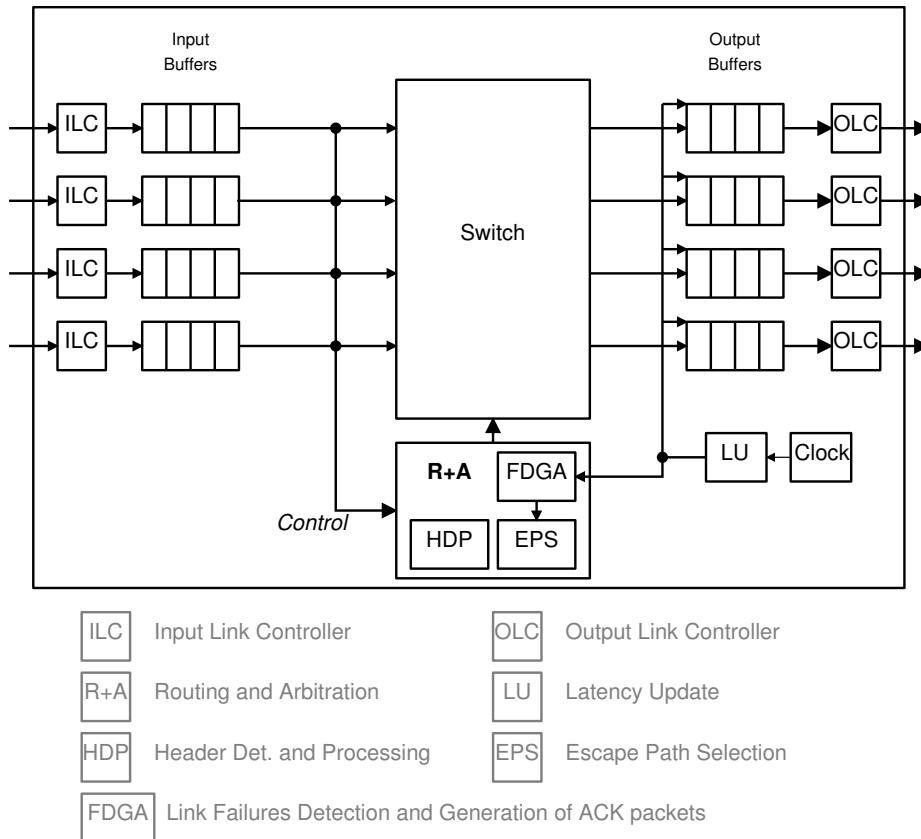 Input
Buffers
Output
Buffers
ILC
OLC
ILC
OLC
Switch
ILC
OLC
ILC
OLC
R+A
FDGA
LU
Clock
Control
HDP
EPS
ILC Input Link Controller
OLC Output Link Controller
R+A Routing and Arbitration
LU Latency Update
HDP Header Det. and Processing
EPS Escape Path Selection
FDGA Link Failures Detection and Generation of ACK packets